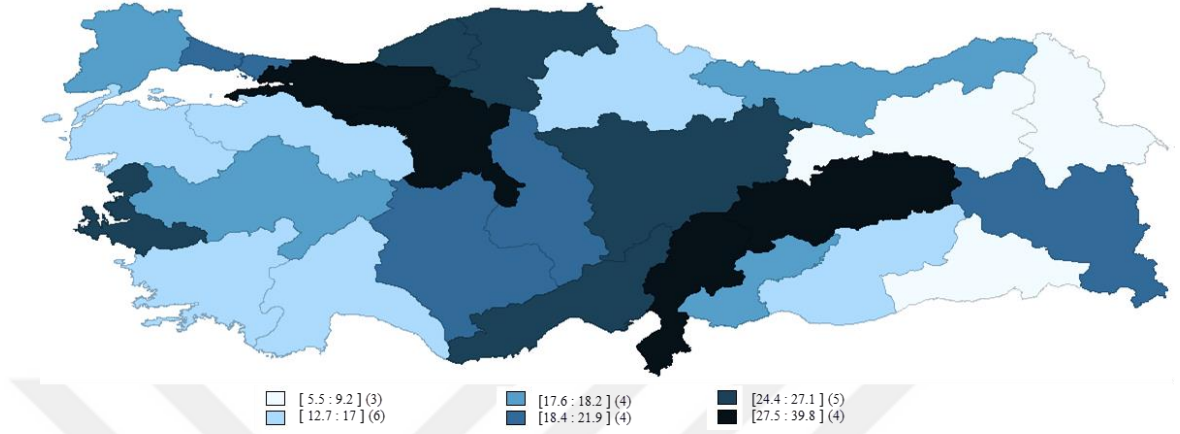 [ 5.5 : 9.2 ] (3)
[ 12.7 : 17 ] (6)
[17.6 : 18.2 ] (4)
[18.4 : 21.9 ] (4)
[24.4 : 27.1 ] (5)
[27.5 : 39.8 ] (4)